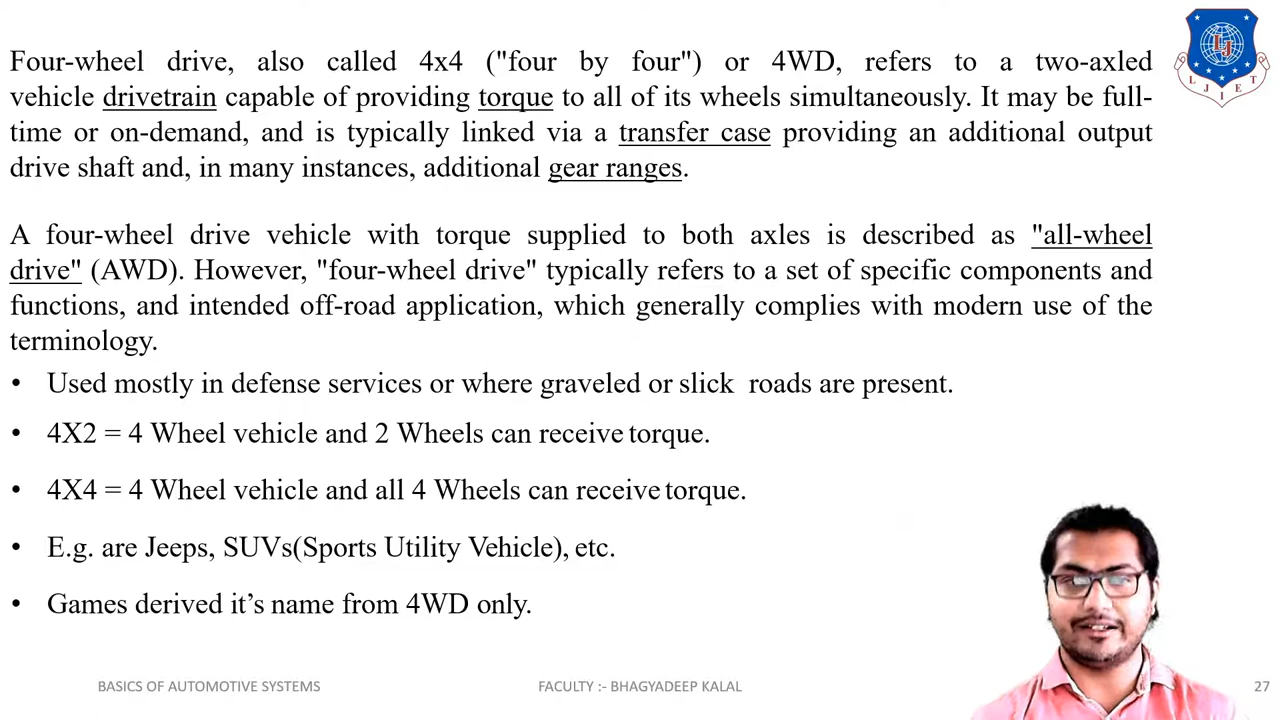 Four-wheel drive, also called 4x4 ("four by four") or 4WD, refers to a two-axled
vehicle drivetrain capable of providing torque to all of its wheels simultaneously. It may be full-
time or on-demand, and is typically linked via a transfer case providing an additional output
drive shaft and, in many instances, additional gear ranges.
A four-wheel drive vehicle with torque supplied to both axles is described as "all-wheel
drive" (AWD). However, "four-wheel drive" typically refers to a set of specific components and
functions, and intended off-road application, which generally complies with modern use of the
terminology.
• Used mostly in defense services or where graveled or slick roads are present.
• 4X2 = 4 Wheel vehicle and 2 Wheels can receive torque.
• 4X4 = 4 Wheel vehicle and all 4 Wheels can receive torque.
• E.g. are Jeeps, SUVs(Sports Utility Vehicle), etc.
• Games derived it’s name from 4WD only.
LJ
L J I E T
BASICS OF AUTOMOTIVE SYSTEMS
FACULTY :- BHAGYADEEP KALAL
27